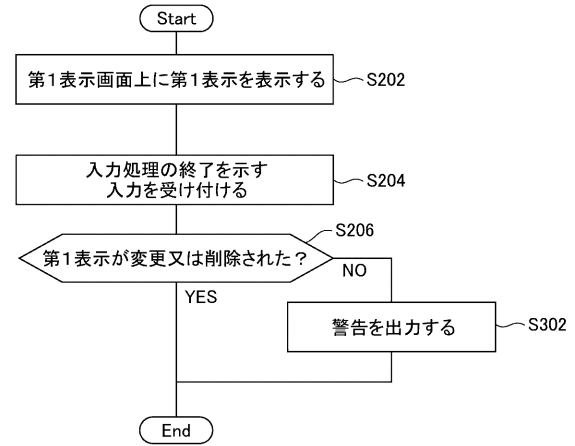 Start
第1表示画面上に第1表示を表示する
S202
入力処理の終了を示す
入力を受け付ける
S204
S206
第1表示が変更又は削除された?
NO
YES
警告を出力する
S302
End